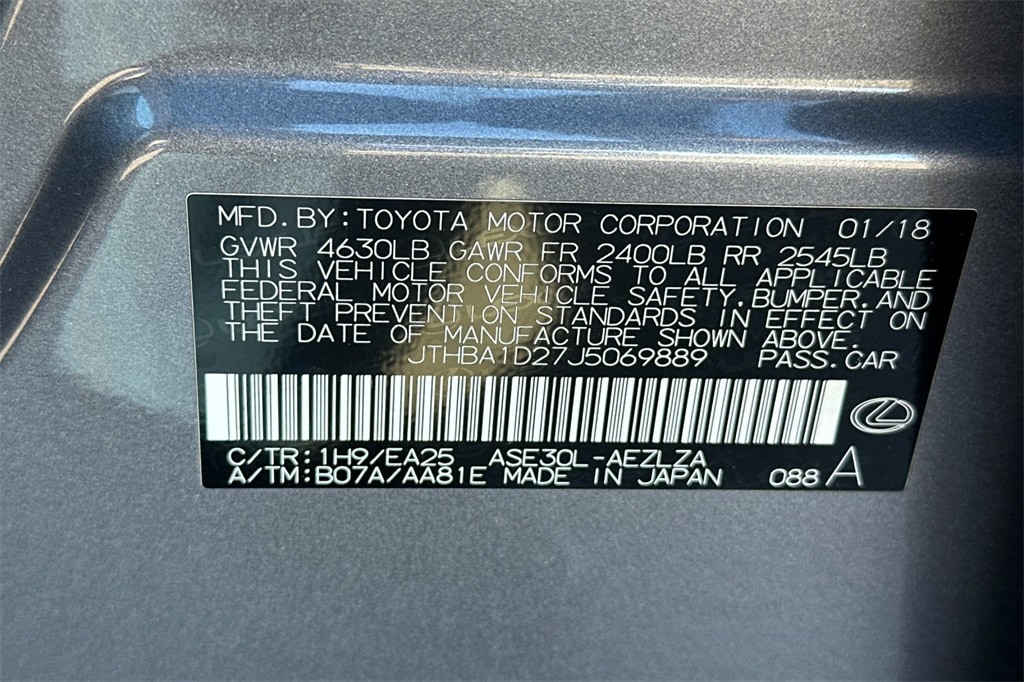 MFD. BY: TOYOTA MOTOR CORPORATION 01/18
GVWR 4630LB GAWR FR 2400LB RR 2545LB
THIS VEHICLE CONFORMS TO ALL APPLICABLE
FEDERAL MOTOR VEHICLE SAFETY, BUMPER, AND
THEFT PREVENTION STANDARDS IN EFFECT ON
THE DATE OF MANUFACTURE SHOWN ABOVE.
JTHBA1D27J5069889 PASS. CAR
C/TR: 1H9/EA25 ASE30L-AEZLZA
A/TM: B07A/AA81E MADE IN JAPAN 088 A